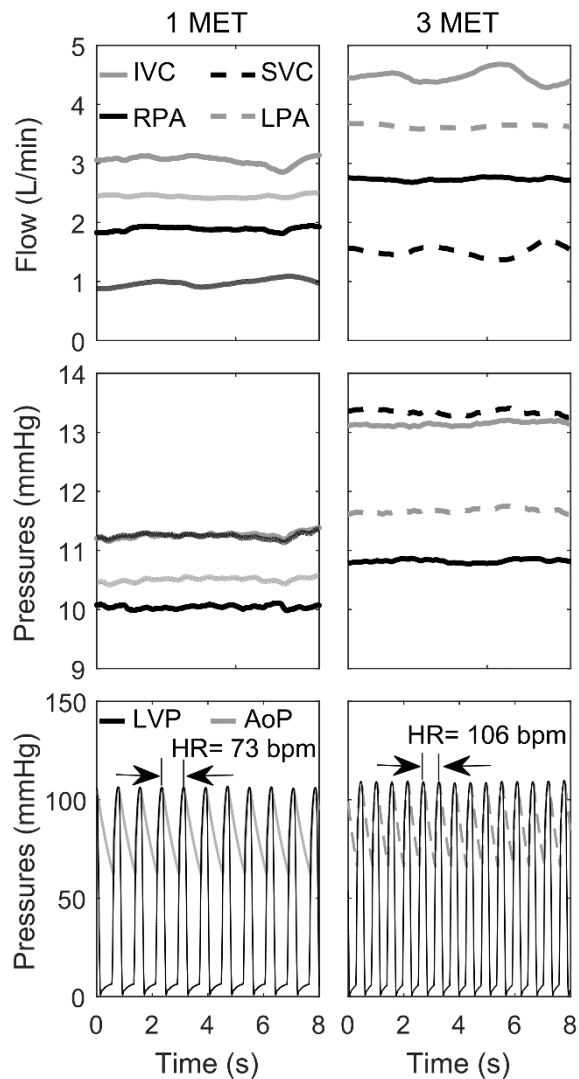 1 MET 3 MET
IVC SVC
RPA LPA
Flow (L/min)
5
4
3
2
1
0
Pressures (mmHg)
14
13
12
11
10
9
Pressures (mmHg)
150
100
50
0
LVP AoP
HR= 73 bpm HR= 106 bpm
0 2 4 6 8 0 2 4 6 8
Time (s) Time (s)